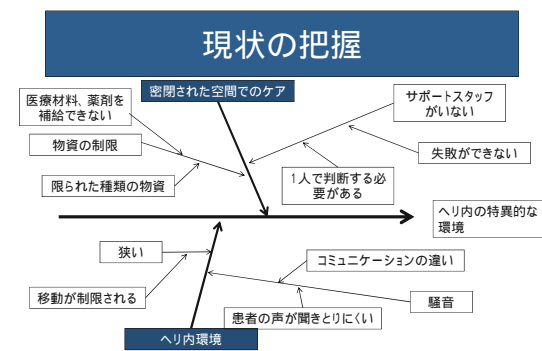 現状の把握
密閉された空間でのケア
医療材料、薬剤を
補給できない
サポートスタッフ
がいない
物資の制限
失敗ができない
限られた種類の物資
1人で判断する必
要がある
ヘリ内の特異的な
環境
狭い
コミュニケーションの違い
移動が制限される
騒音
患者の声が聞きとりにくい
ヘリ内環境